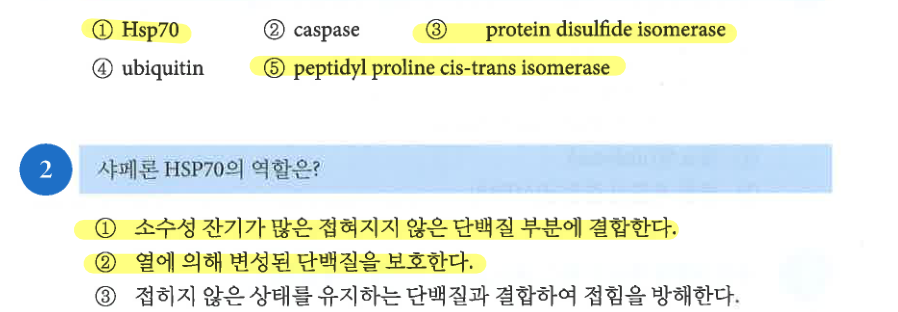 ① Hsp70 ② caspase ③ protein disulfide isomerase
④ ubiquitin ⑤ peptidyl proline cis-trans isomerase
2 샤페론 HSP70의 역할은?
① 소수성 잔기가 많은 접혀지지 않은 단백질 부분에 결합한다.
② 열에 의해 변성된 단백질을 보호한다.
③ 접히지 않은 상태를 유지하는 단백질과 결합하여 접힘을 방해한다.